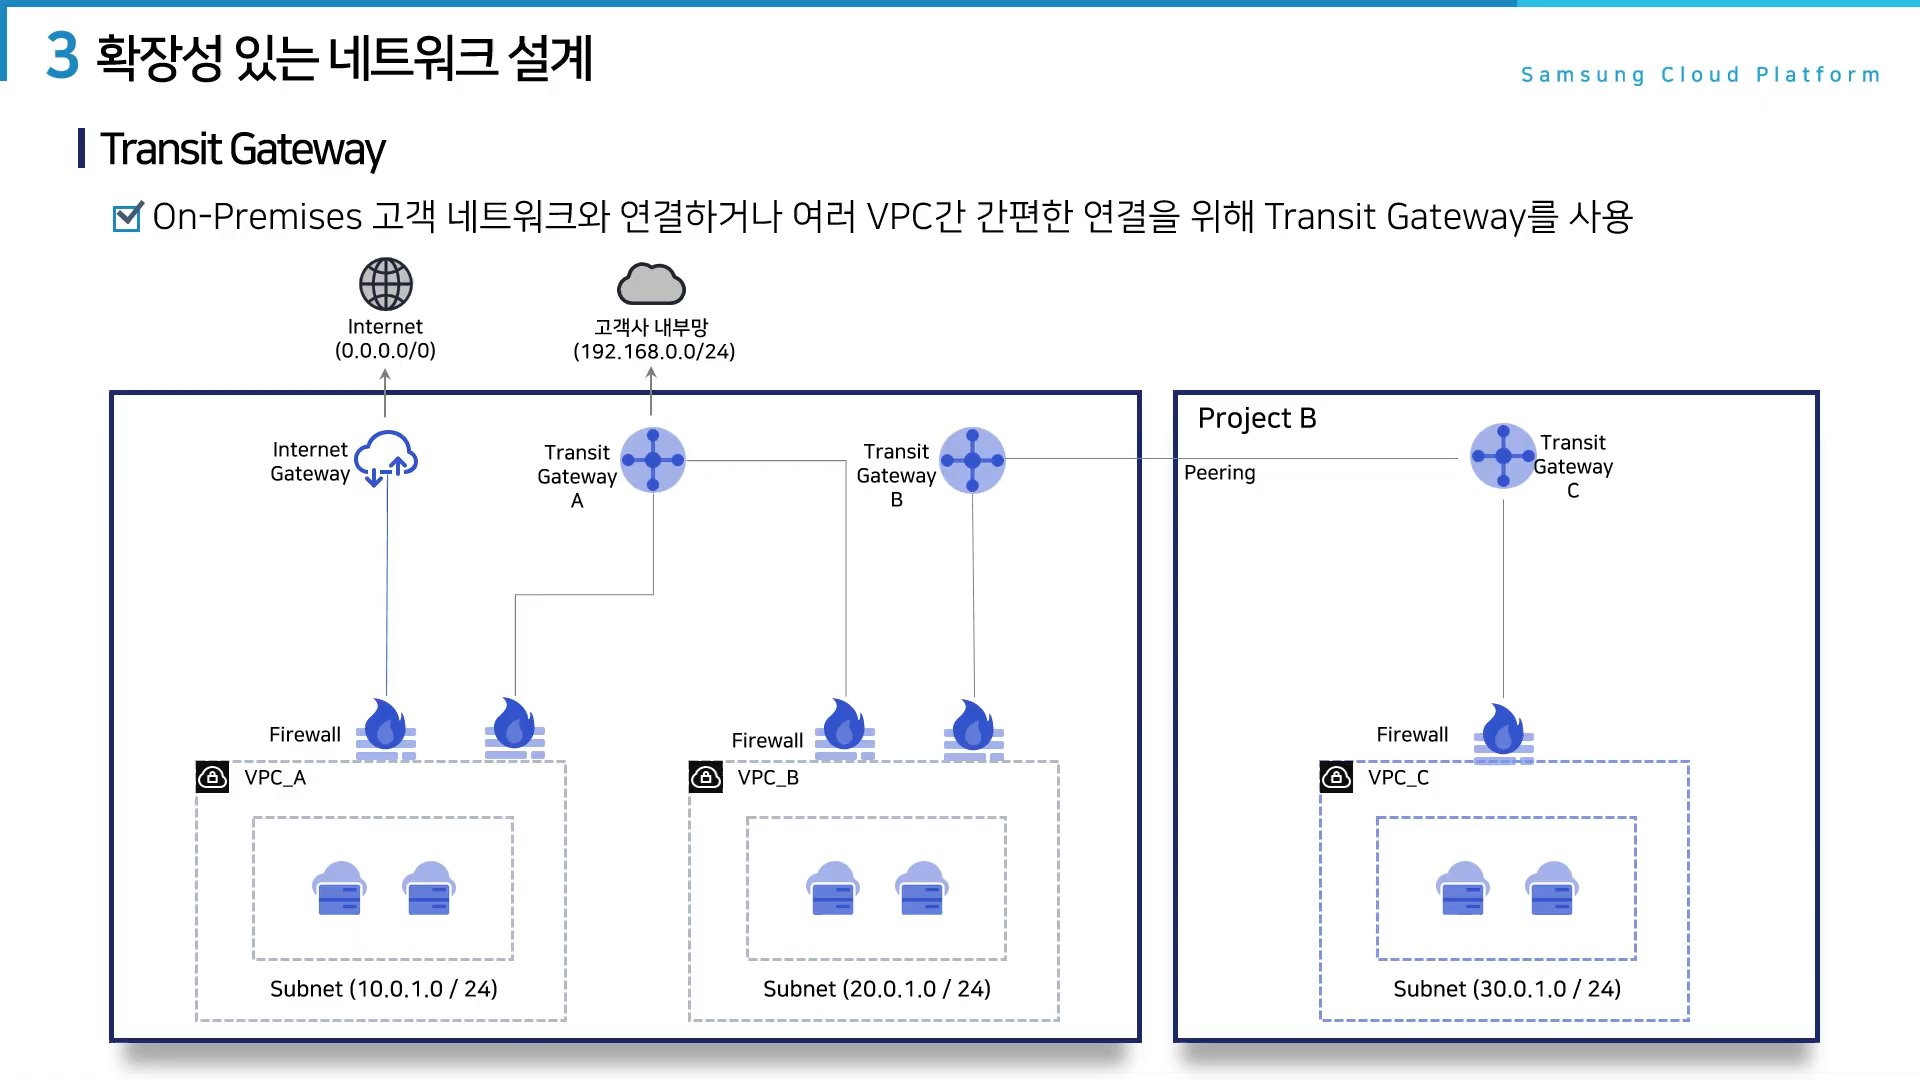 3 확장성 있는 네트워크 설계
Samsung Cloud Platform
Transit Gateway
On-Premises 고객 네트워크와 연결하거나 여러 VPC간 간편한 연결을 위해 Transit Gateway를 사용
Internet
(0.0.0.0/0)
고객사 내부망
(192.168.0.0/24)
Internet
Gateway
Transit
Gateway
A
Transit
Gateway
B
Project B
Peering
Transit
Gateway
C
Firewall
Firewall
Firewall
VPC_A
VPC_B
VPC_C
Subnet (10.0.1.0 / 24)
Subnet (20.0.1.0 / 24)
Subnet (30.0.1.0 / 24)